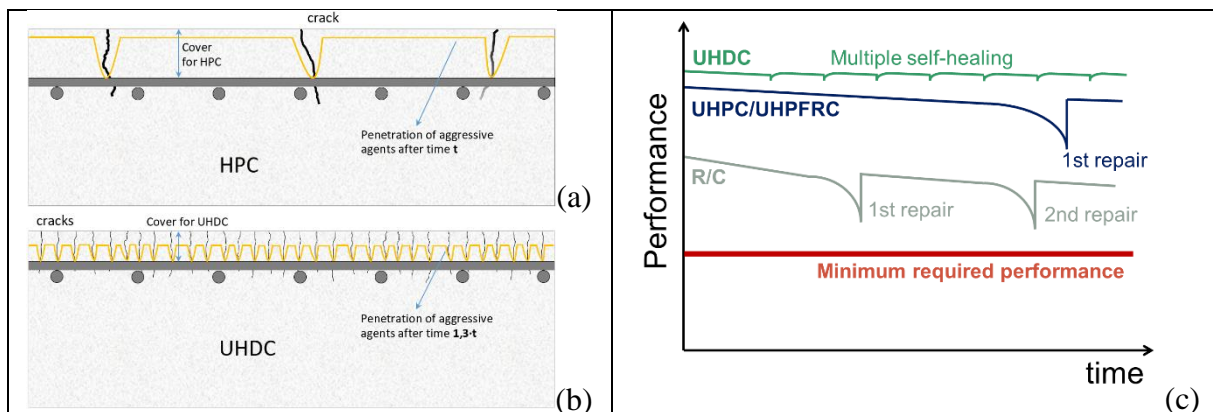 crack
Cover
for HPC
Penetration of aggressive
agents after time t
HPC
(a)
cracks
Cover for UHDC
Penetration of aggressive
agents after time 1,3·t
UHDC
(b)
Performance
UHDC
Multiple self-healing
UHPC/UHPFRC
1st repair
R/C
1st repair
2nd repair
Minimum required performance
time
(c)